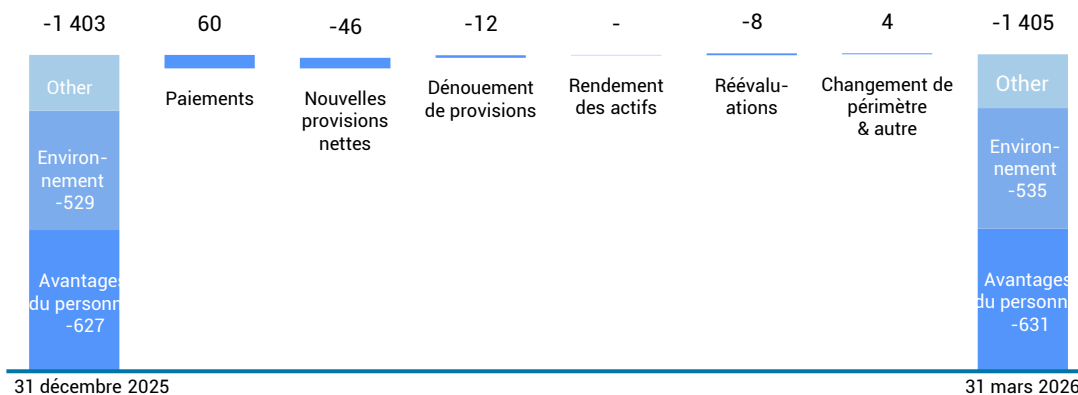 -1 403
60
-46
-12
-
-8
4
-1 405
Other
Environ-
nement
-529
Avantages
du personn
-627
Paiements
Nouvelles
provisions
nettes
Dénouement
de provisions
Rendement
des actifs
Réévalu-
ations
Changement de
périmètre
& autre
Other
Environ-
nement
-535
Avantages
du personn
-631
31 décembre 2025
31 mars 2026